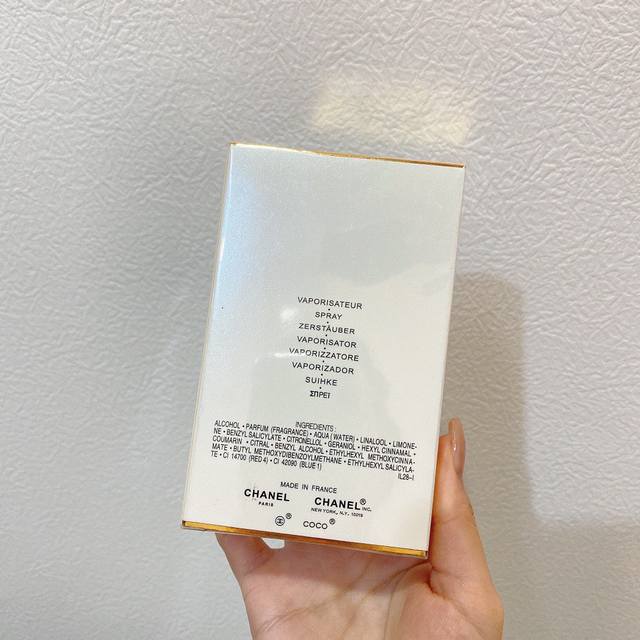 VAPORISATEUR
SPRAY
ZERSTÄUBER
VAPORISATOR
VAPORIZZATORE
VAPORIZADOR
SUIHKE
ΣΠΡΕΪ
INGREDIENTS:
ALCOHOL • PARFUM (FRAGRANCE) • AQUA (WATER) • LINALOOL • LIMONE-
NE • BENZYL SALICYLATE • CITRONELLOL • GERANIOL • HEXYL CINNAMAL •
COUMARIN • CITRAL • BENZYL ALCOHOL • ETHYLHEXYL METHOXYCINNA-
MATE • BUTYL METHOXYDIBENZOYLMETHANE • ETHYLHEXYL SALICYLA-
TE • CI 14700 (RED 4) • CI 42090 (BLUE 1) IL28-I
MADE IN FRANCE
CHANEL CHANEL® INC.
PARIS NEW YORK, N.Y. 10019
® COCO®